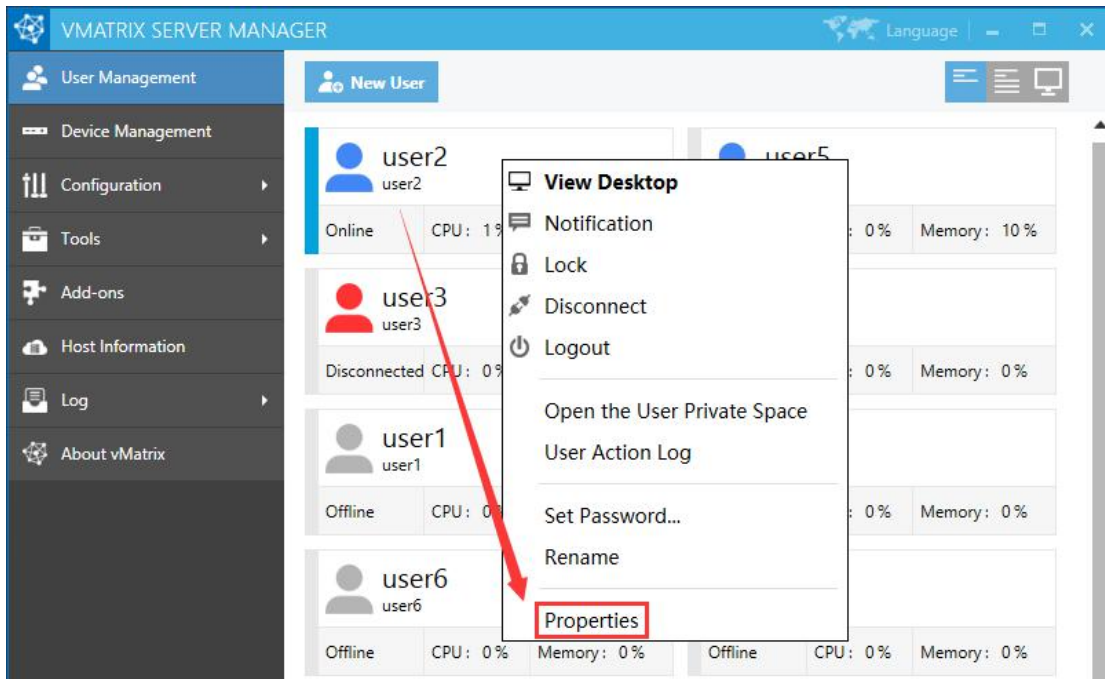 VMATRIX SERVER MANAGER
Language
User Management
Device Management
Configuration
Tools
Add-ons
Host Information
Log
About vMatrix
New User
user2
user2
Online CPU: 1%
user5
: 0% Memory: 10%
View Desktop
Notification
Lock
Disconnect
Logout
Open the User Private Space
User Action Log
Set Password...
Rename
Properties
user3
user3
Disconnected CPU: 0%
: 0% Memory: 0%
user1
user1
Offline CPU: 0%
: 0% Memory: 0%
user6
user6
Offline CPU: 0% Memory: 0%
Offline CPU: 0% Memory: 0%